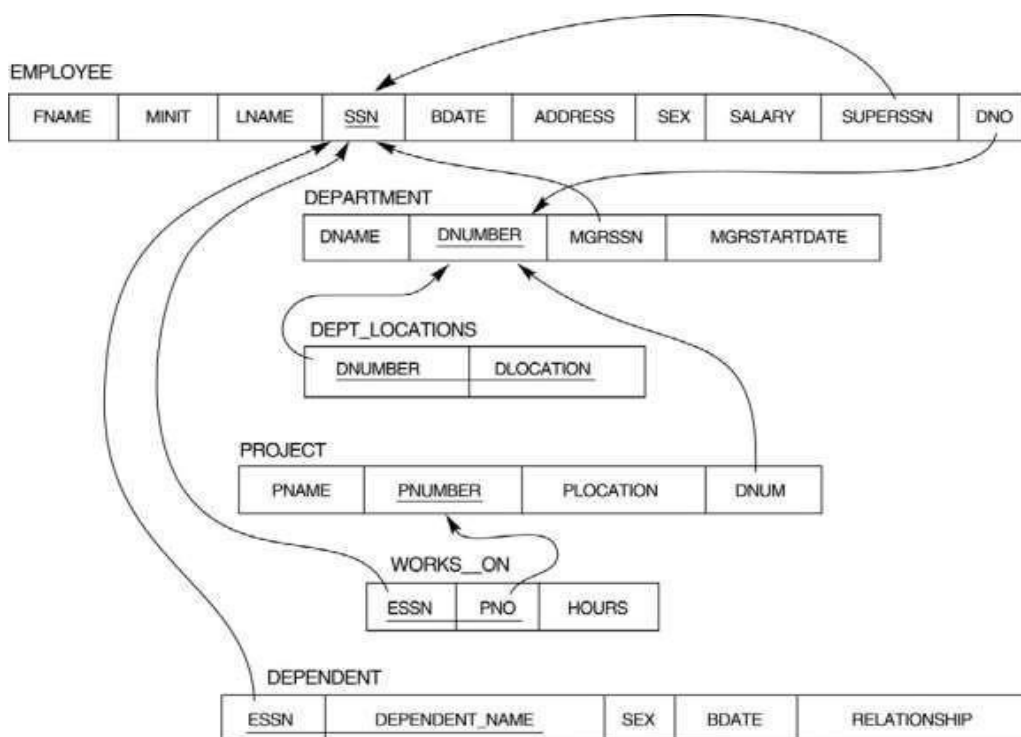 EMPLOYEE
FNAME MINIT LNAME SSN BDATE ADDRESS SEX SALARY SUPERSSN DNO
DEPARTMENT
DNAME DNUMBER MGRSSN MGRSTARTDATE
DEPT_LOCATIONS
DNUMBER DLOCATION
PROJECT
PNAME PNUMBER PLOCATION DNUM
WORKS__ON
ESSN PNO HOURS
DEPENDENT
ESSN DEPENDENT_NAME SEX BDATE RELATIONSHIP